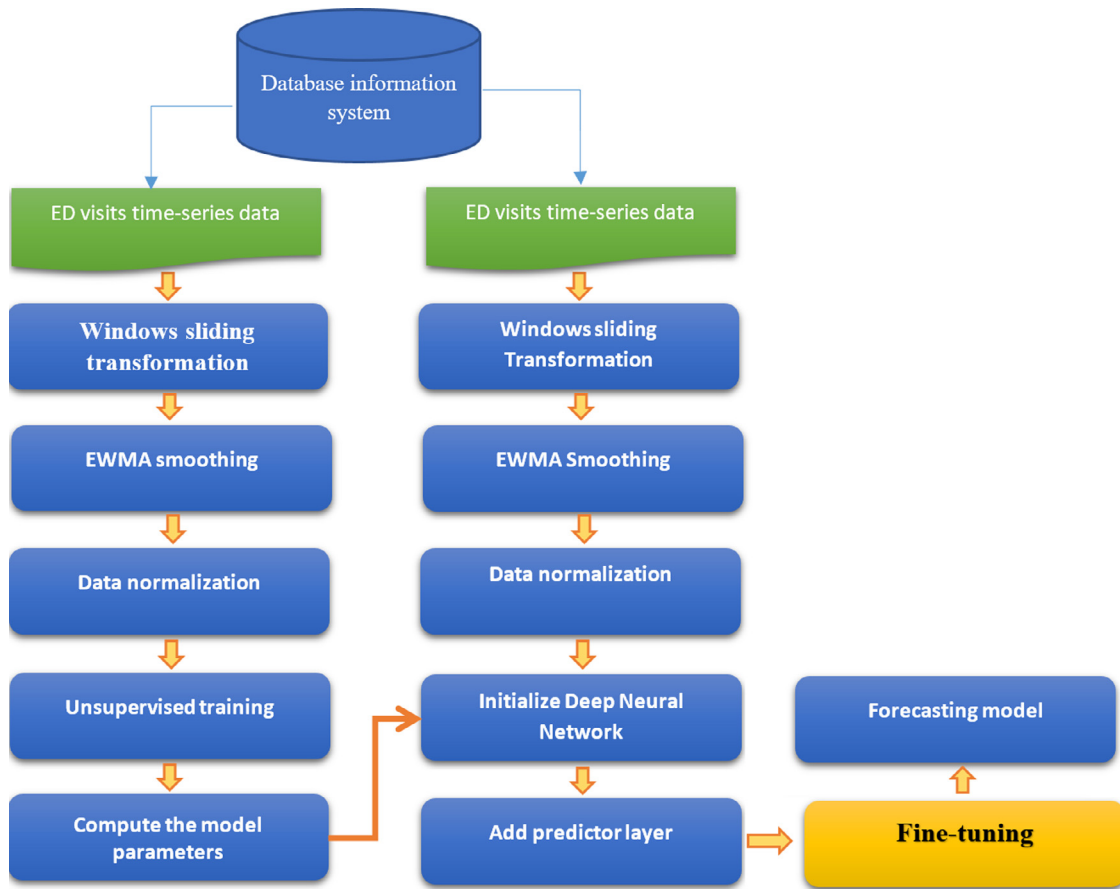 Database information
system
ED visits time-series data
Windows sliding
transformation
EWMA smoothing
Data normalization
Unsupervised training
Compute the model
parameters
ED visits time-series data
Windows sliding
Transformation
EWMA Smoothing
Data normalization
Initialize Deep Neural
Network
Add predictor layer
Fine-tuning
Forecasting model